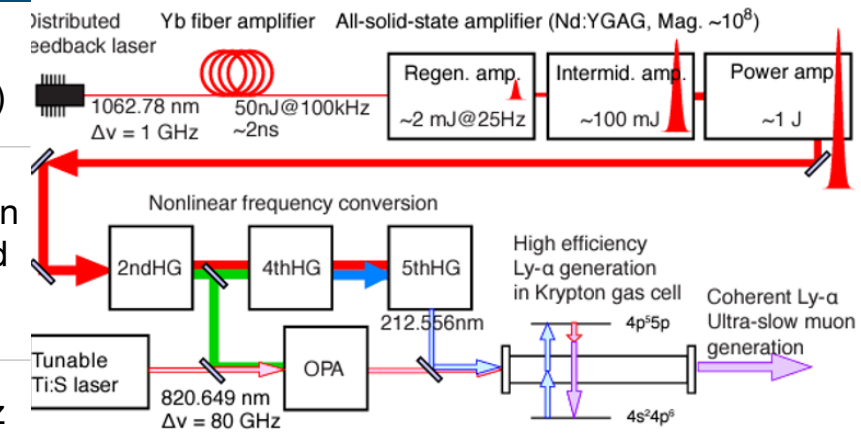 Distributed
feedback laser
Yb fiber amplifier
All-solid-state amplifier (Nd:YGAG, Mag. ~10⁸)
1062.78 nm
Δν = 1 GHz
50nJ@100kHz
~2ns
Regen. amp.
~2 mJ@25Hz
Intermid. amp.
~100 mJ
Power amp
~1 J
)
n
d
z
Nonlinear frequency conversion
2ndHG
4thHG
5thHG
212.556nm
High efficiency
Ly-α generation
in Krypton gas cell
4p⁵5p
4s²4p⁶
Coherent Ly-α
Ultra-slow muon
generation
Tunable
Ti:S laser
820.649 nm
Δν = 80 GHz
OPA